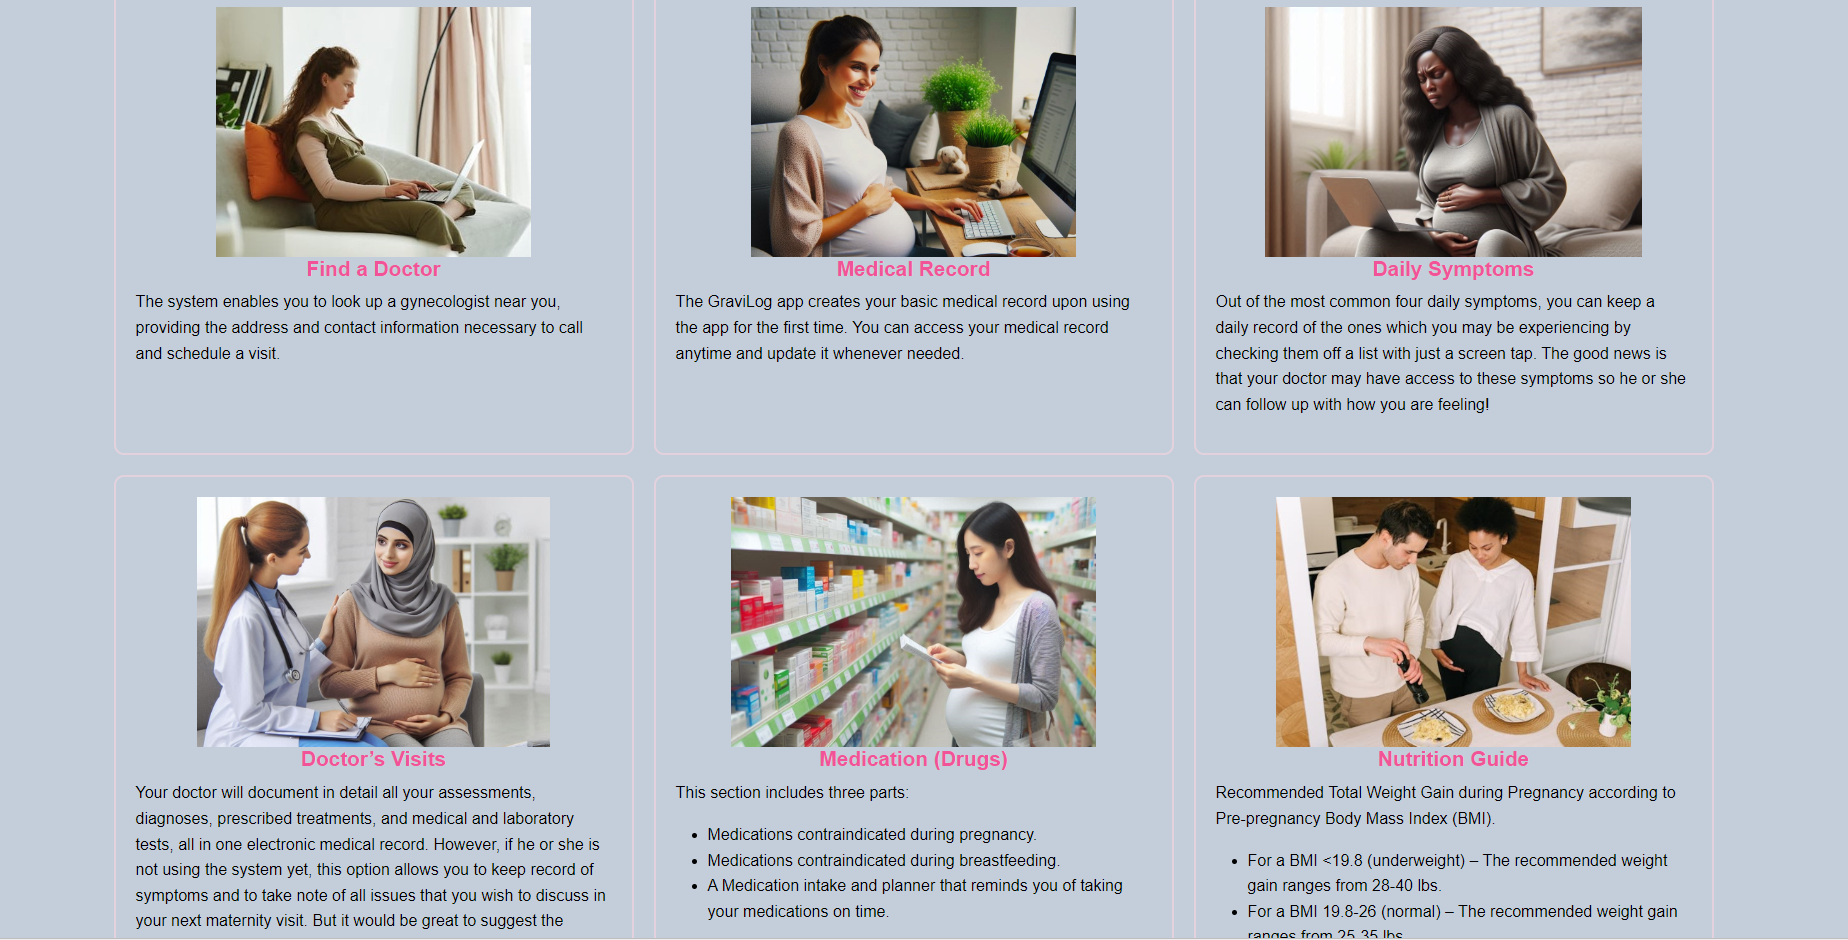 Find a Doctor
The system enables you to look up a gynecologist near you,
providing the address and contact information necessary to call
and schedule a visit.
Medical Record
The GraviLog app creates your basic medical record upon using
the app for the first time. You can access your medical record
anytime and update it whenever needed.
Daily Symptoms
Out of the most common four daily symptoms, you can keep a
daily record of the ones which you may be experiencing by
checking them off a list with just a screen tap. The good news is
that your doctor may have access to these symptoms so he or she
can follow up with how you are feeling!
Doctor’s Visits
Your doctor will document in detail all your assessments,
diagnoses, prescribed treatments, and medical and laboratory
tests, all in one electronic medical record. However, if he or she is
not using the system yet, this option allows you to keep record of
symptoms and to take note of all issues that you wish to discuss in
your next maternity visit. But it would be great to suggest the
Medication (Drugs)
This section includes three parts:
• Medications contraindicated during pregnancy.
• Medications contraindicated during breastfeeding.
• A Medication intake and planner that reminds you of taking
your medications on time.
Nutrition Guide
Recommended Total Weight Gain during Pregnancy according to
Pre-pregnancy Body Mass Index (BMI).
• For a BMI <19.8 (underweight) – The recommended weight
gain ranges from 28-40 lbs.
• For a BMI 19.8-26 (normal) – The recommended weight gain
ranges from 25-35 lbs